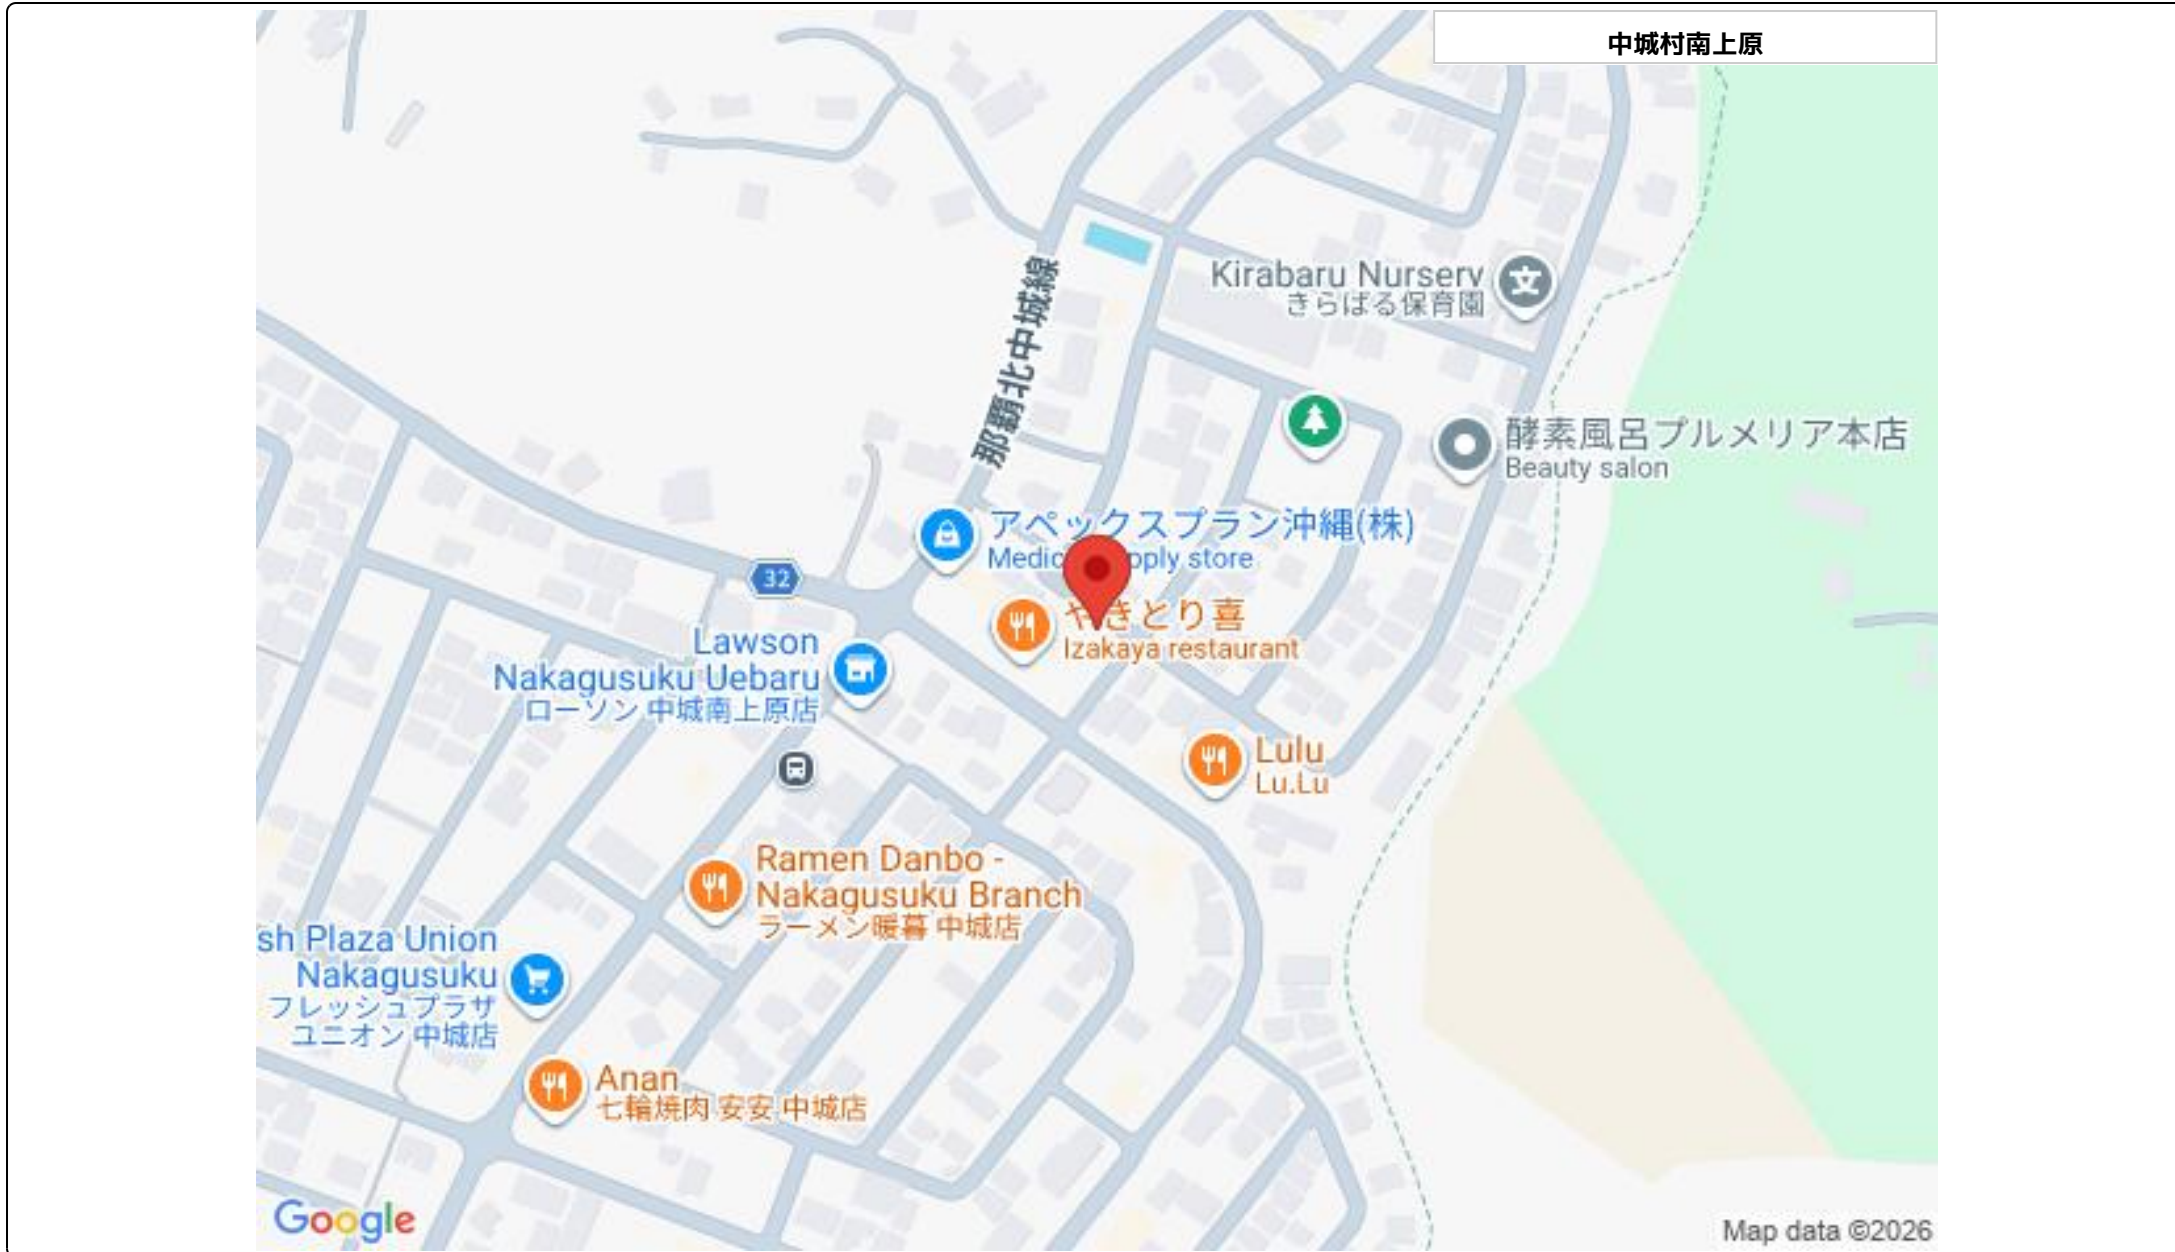 中城村南上原
Kirabaru Nursery
きらばる保育園
那覇北中城線
酵素風呂プルメリア本店
Beauty salon
アペックスプラン沖縄(株)
store
32
やきとり喜
Izakaya restaurant
Lawson
Nakagusuku Uebaru
ローソン 中城南上原店
Lulu
Lu.Lu
Ramen Danbo -
Nakagusuku Branch
ラーメン暖暮 中城店
sh Plaza Union
Nakagusuku
フレッシュプラザ
ユニオン 中城店
Anan
七輪焼肉 安安 中城店
Google
Map data ©2026